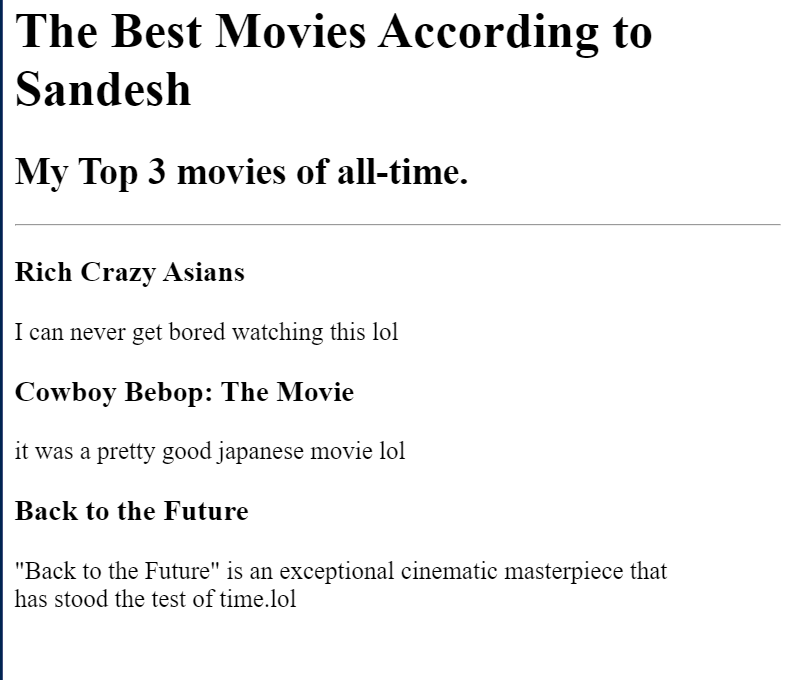 The Best Movies According to
Sandesh
My Top 3 movies of all-time.
Rich Crazy Asians
I can never get bored watching this lol
Cowboy Bebop: The Movie
it was a pretty good japanese movie lol
Back to the Future
"Back to the Future" is an exceptional cinematic masterpiece that
has stood the test of time.lol